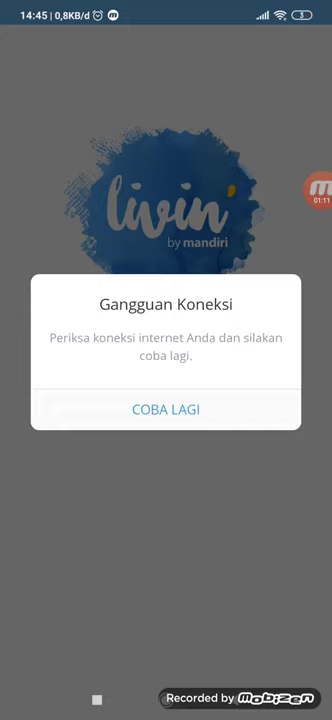 14:45 | 0,8KB/d
3
livin'
by mandiri
01:11
Gangguan Koneksi
Periksa koneksi internet Anda dan silakan
coba lagi.
COBA LAGI
Recorded by mobizen